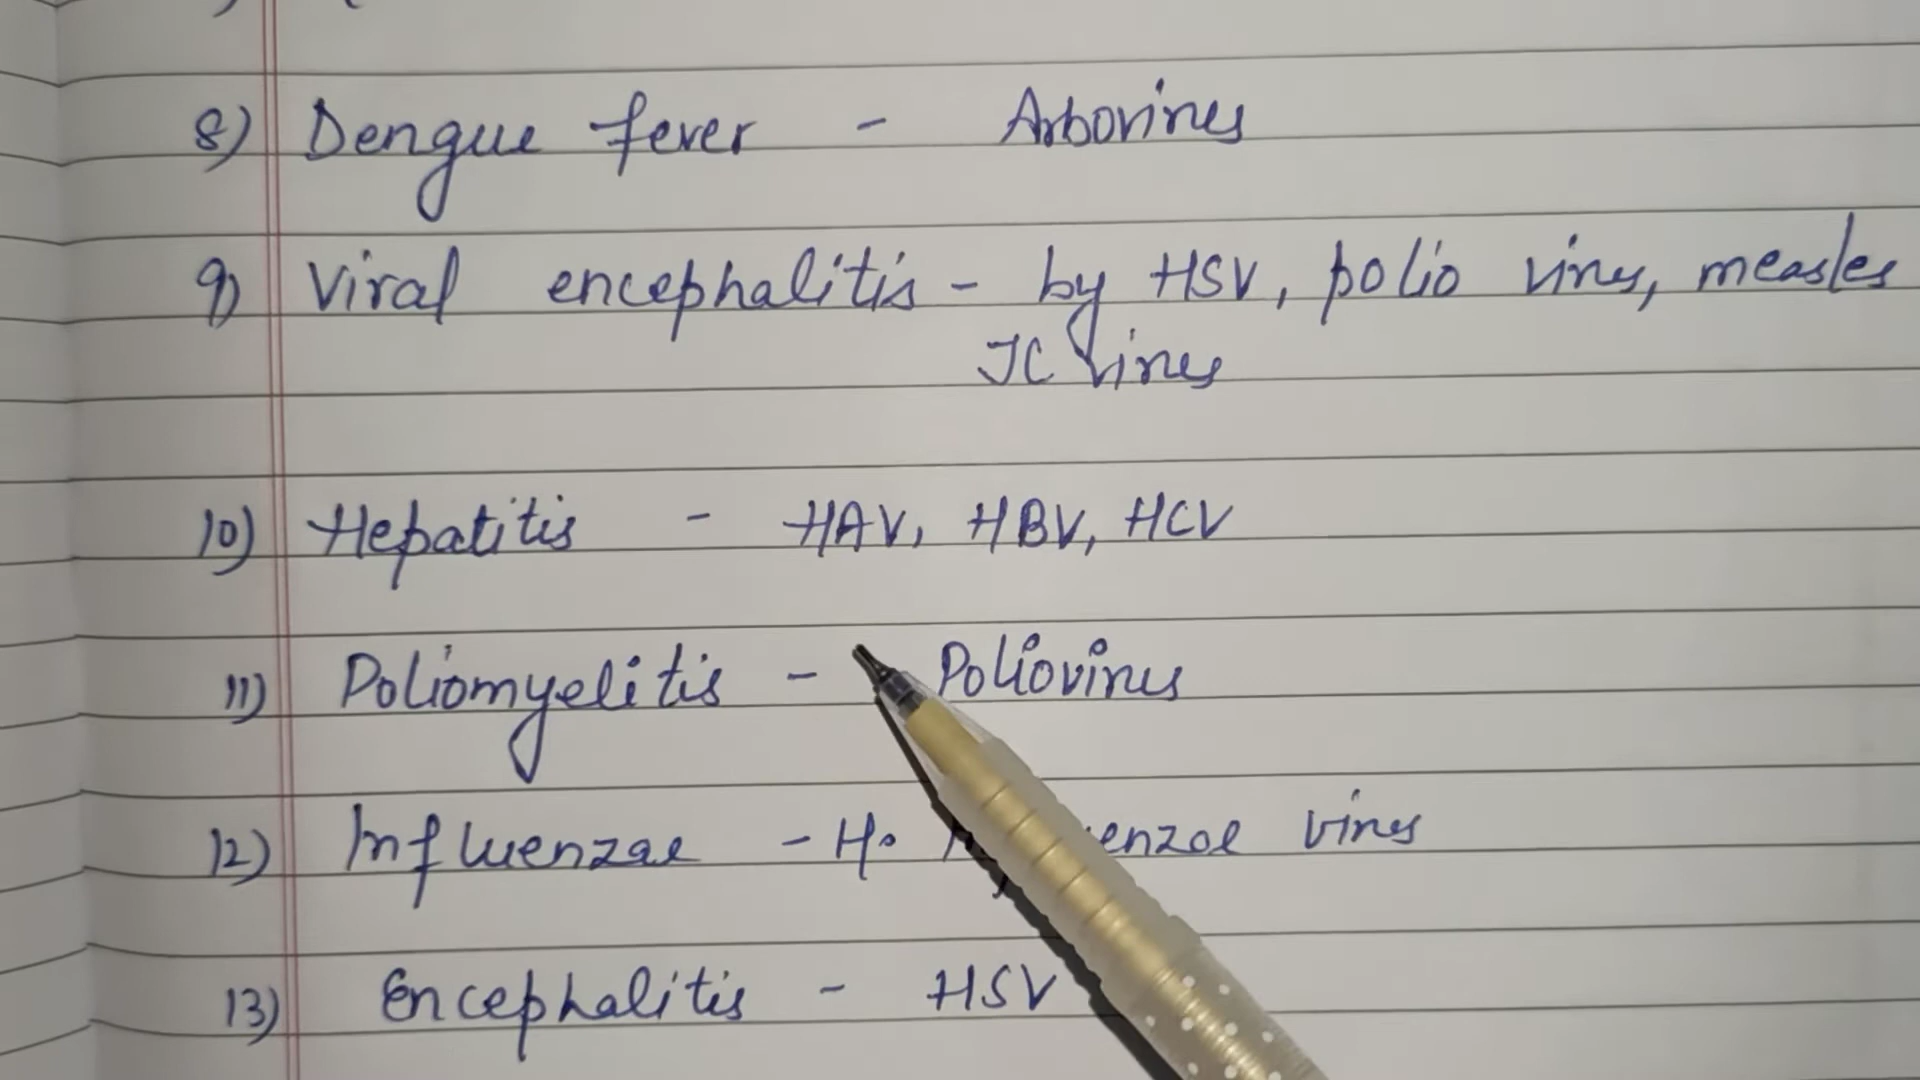 8) Dengue fever - Arbovirus
9) Viral encephalitis - by HSV, polio virus, measles
JC virus
10) Hepatitis - HAV, HBV, HCV
11) Poliomyelitis - Poliovirus
12) Influenzae - H. virus
13) Encephalitis - HSV